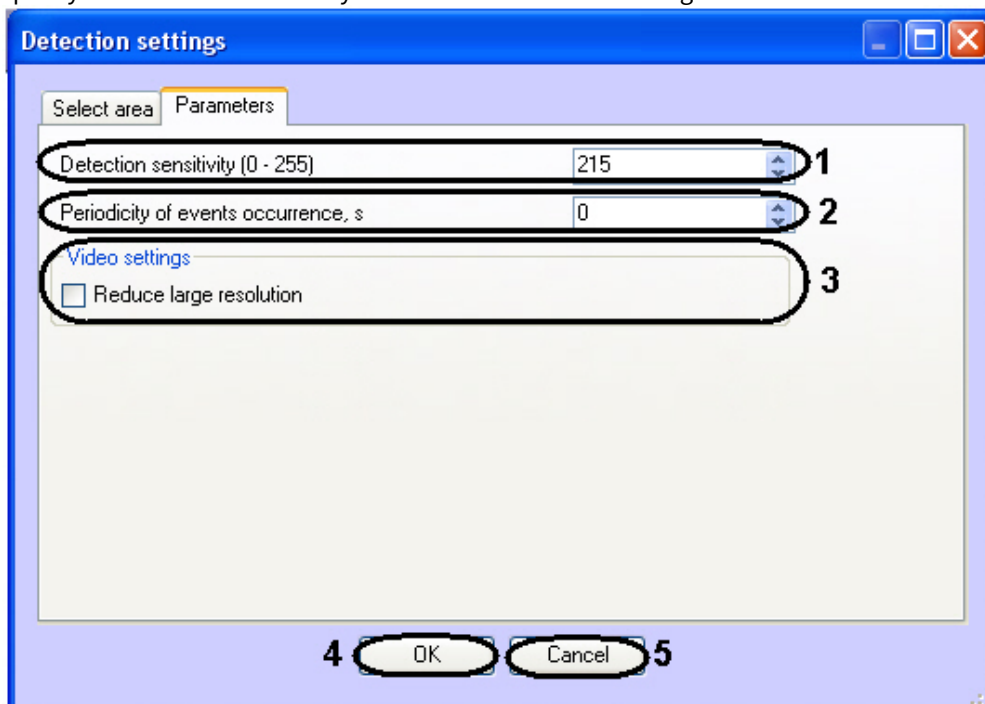 Detection settings
Select area Parameters
Detection sensitivity (0 - 255) 215 1
Periodicity of events occurrence, s 0 2
Video settings
Reduce large resolution 3
4 OK Cancel 5